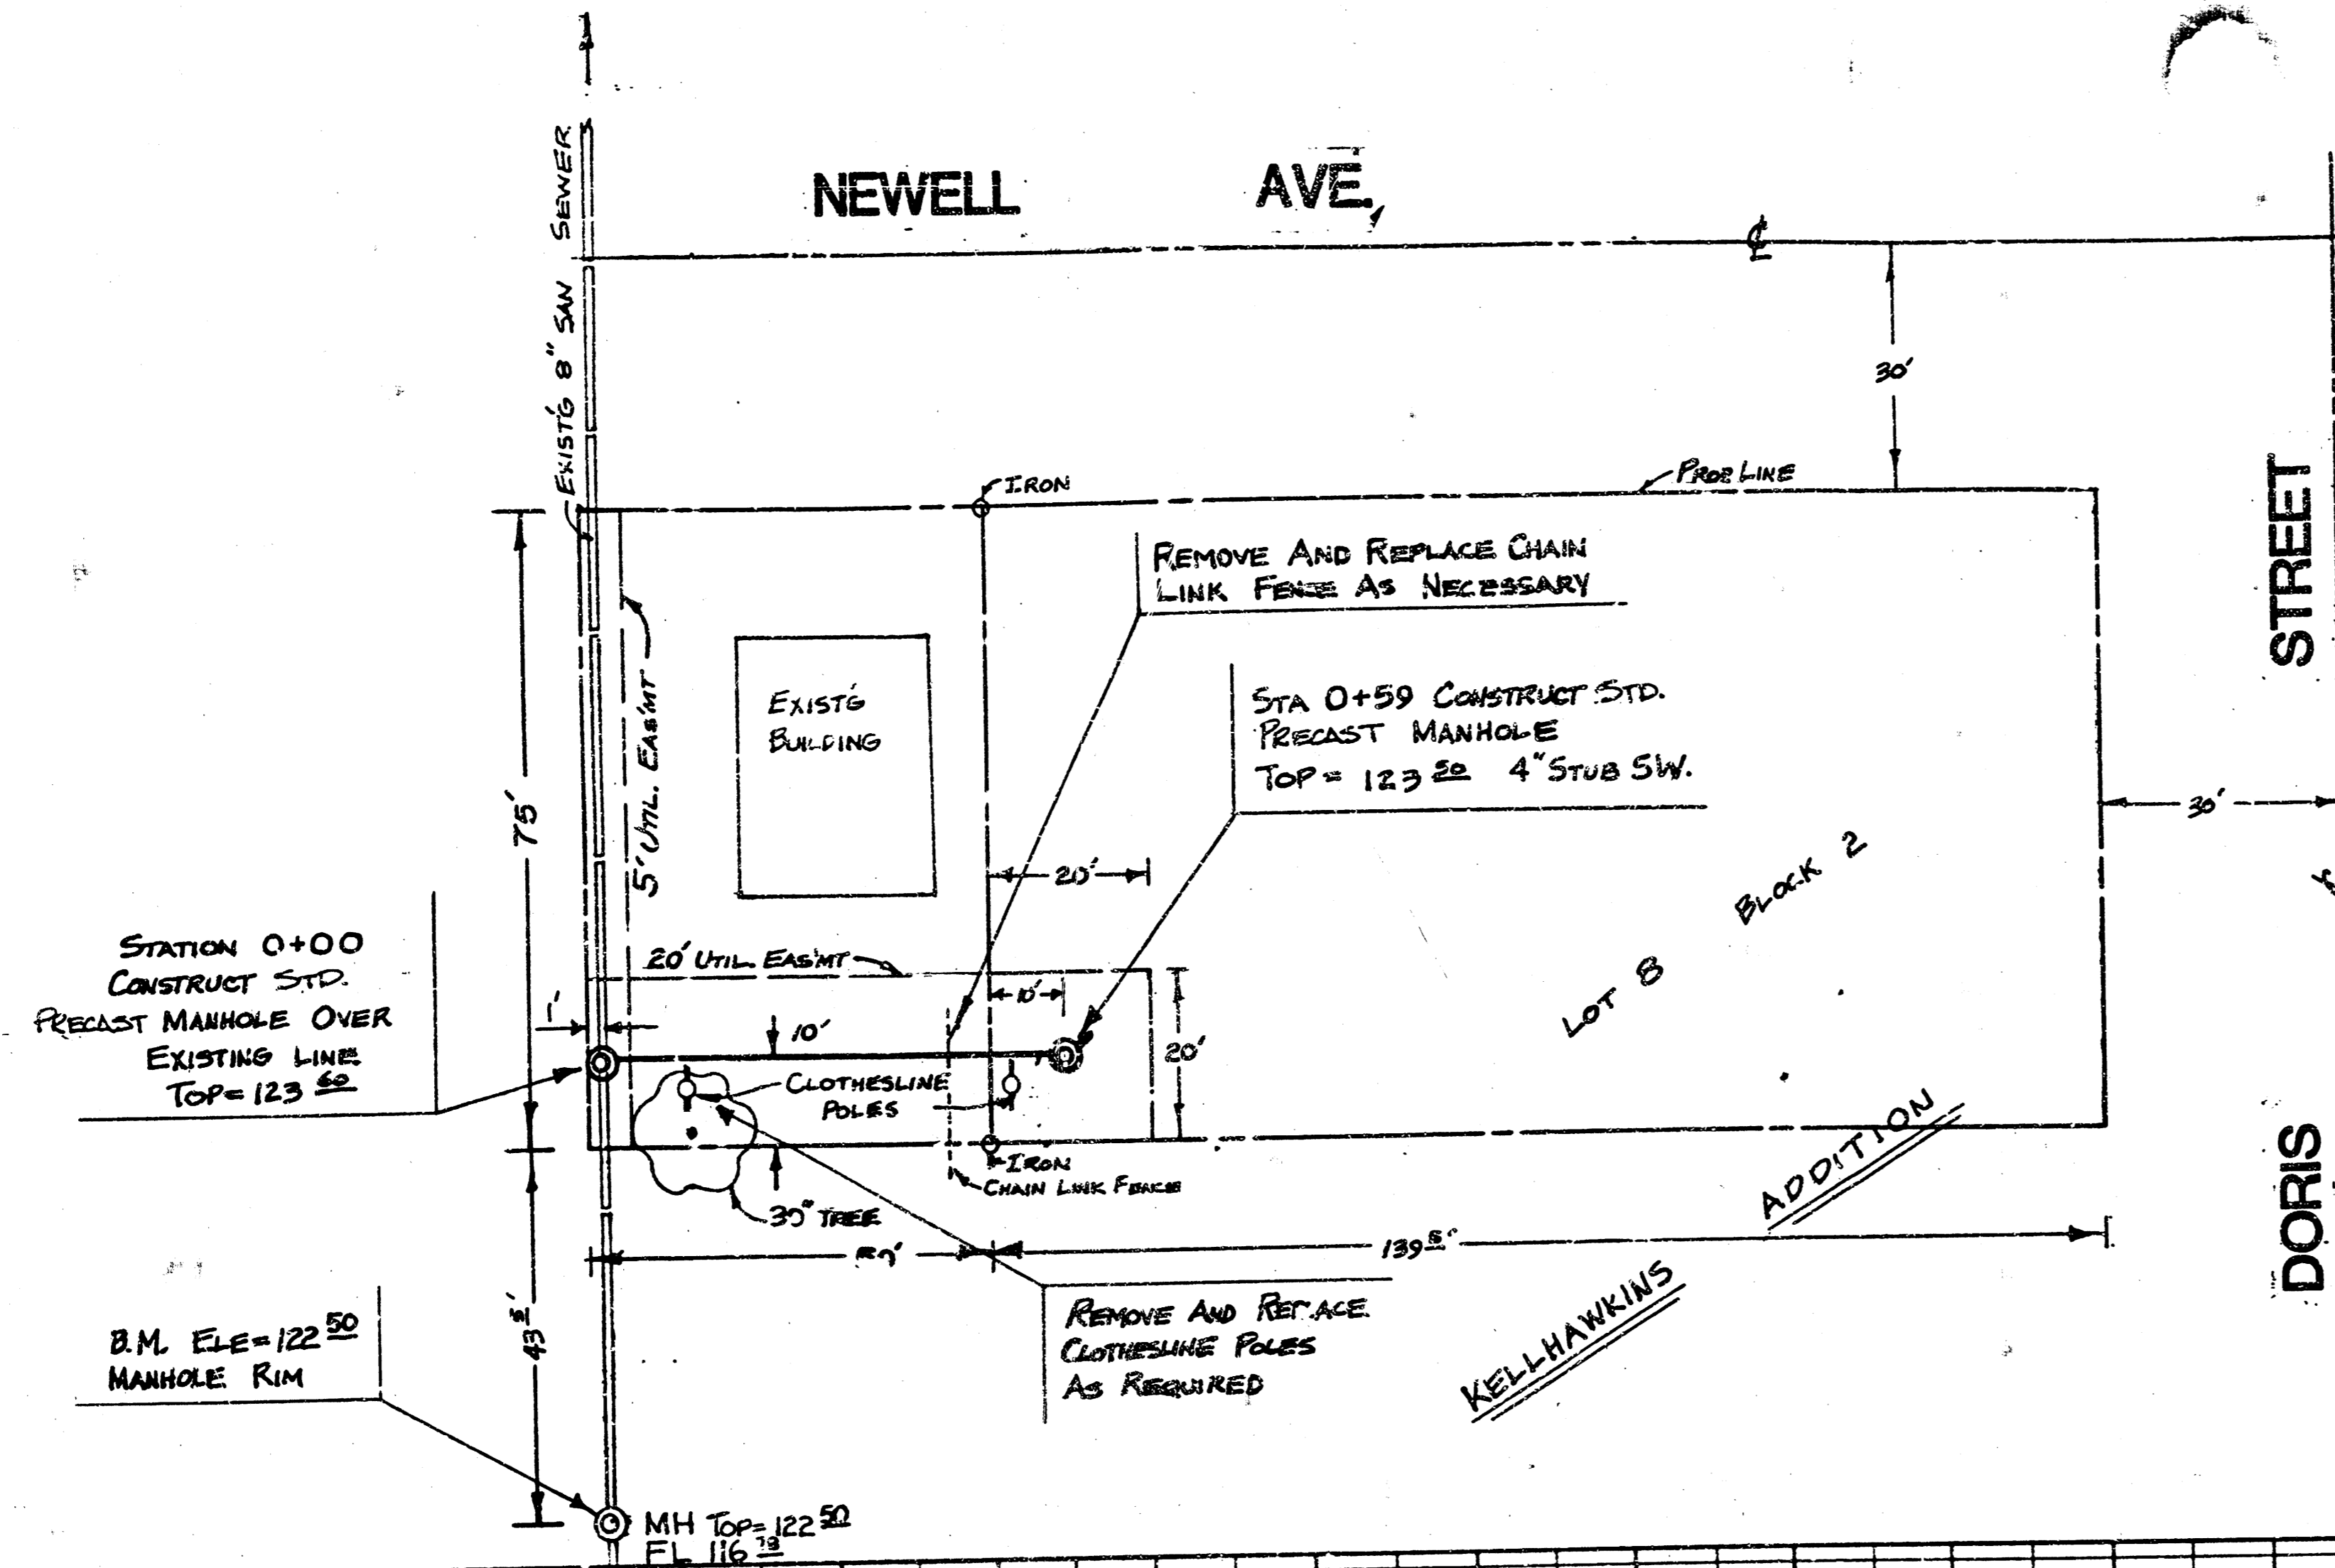 NEWELL AVE.
EXIST'G 8" SAN SEWER
℄
30'
IRON
PROP LINE
REMOVE AND REPLACE CHAIN
LINK FENCE AS NECESSARY
STREET
EXIST'G
BUILDING
5' UTIL. EAS'MT
75'
STA 0+59 CONSTRUCT STD.
PRECAST MANHOLE
TOP = 123 50 4" STUB SW.
30'
20'
BLOCK 2
LOT 8
STATION 0+00
CONSTRUCT STD.
PRECAST MANHOLE OVER
EXISTING LINE
TOP = 123 60
20' UTIL. EAS'MT
1'
10'
10'
20'
CLOTHESLINE
POLES
IRON
CHAIN LINK FENCE
30" TREE
139 5'
ADDITION
KELLHAWKINS
DORIS
43 5'
B.M. ELE = 122 50
MANHOLE RIM
REMOVE AND REPLACE
CLOTHESLINE POLES
AS REQUIRED
MH TOP = 122 50
FL 116 78